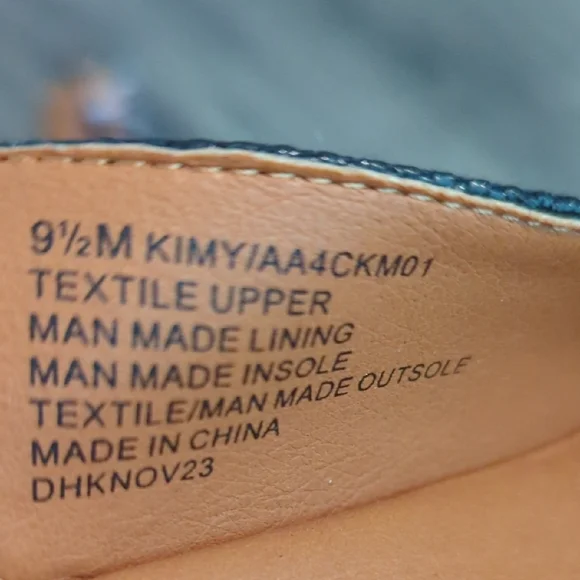 9½M KIMY/AA4CKM01
TEXTILE UPPER
MAN MADE LINING
MAN MADE INSOLE
TEXTILE/MAN MADE OUTSOLE
MADE IN CHINA
DHKNOV23